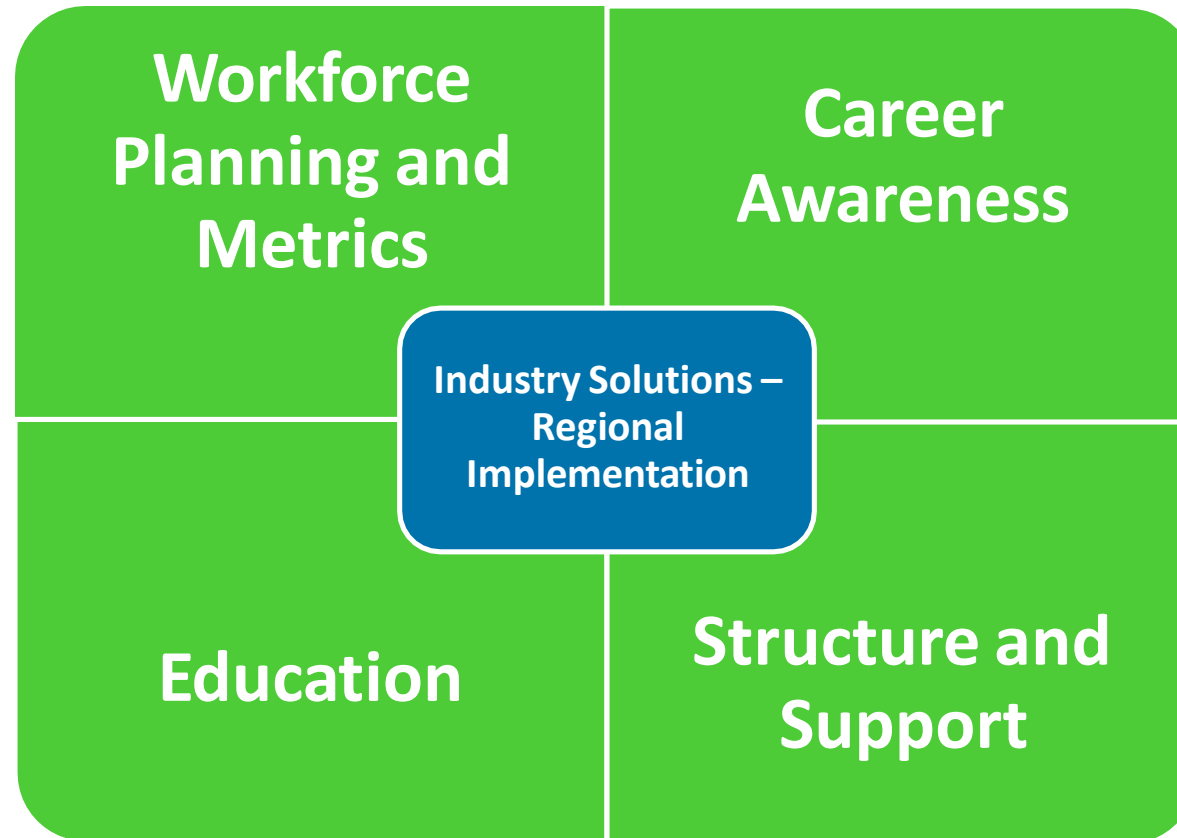 Workforce
Planning and
Metrics
Career
Awareness
Industry Solutions –
Regional
Implementation
Education
Structure and
Support